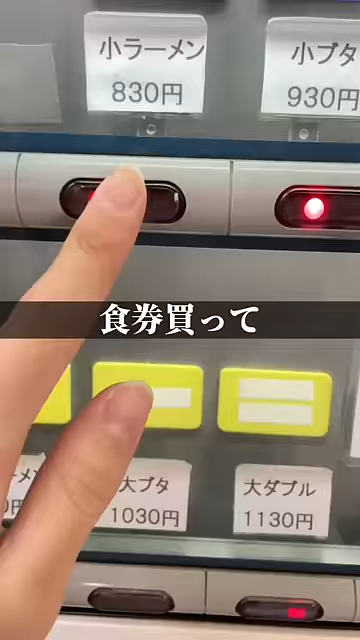 小ラーメン
830円
小ブタ
930円
食券買って
大ブタ
1030円
大ダブル
1130円